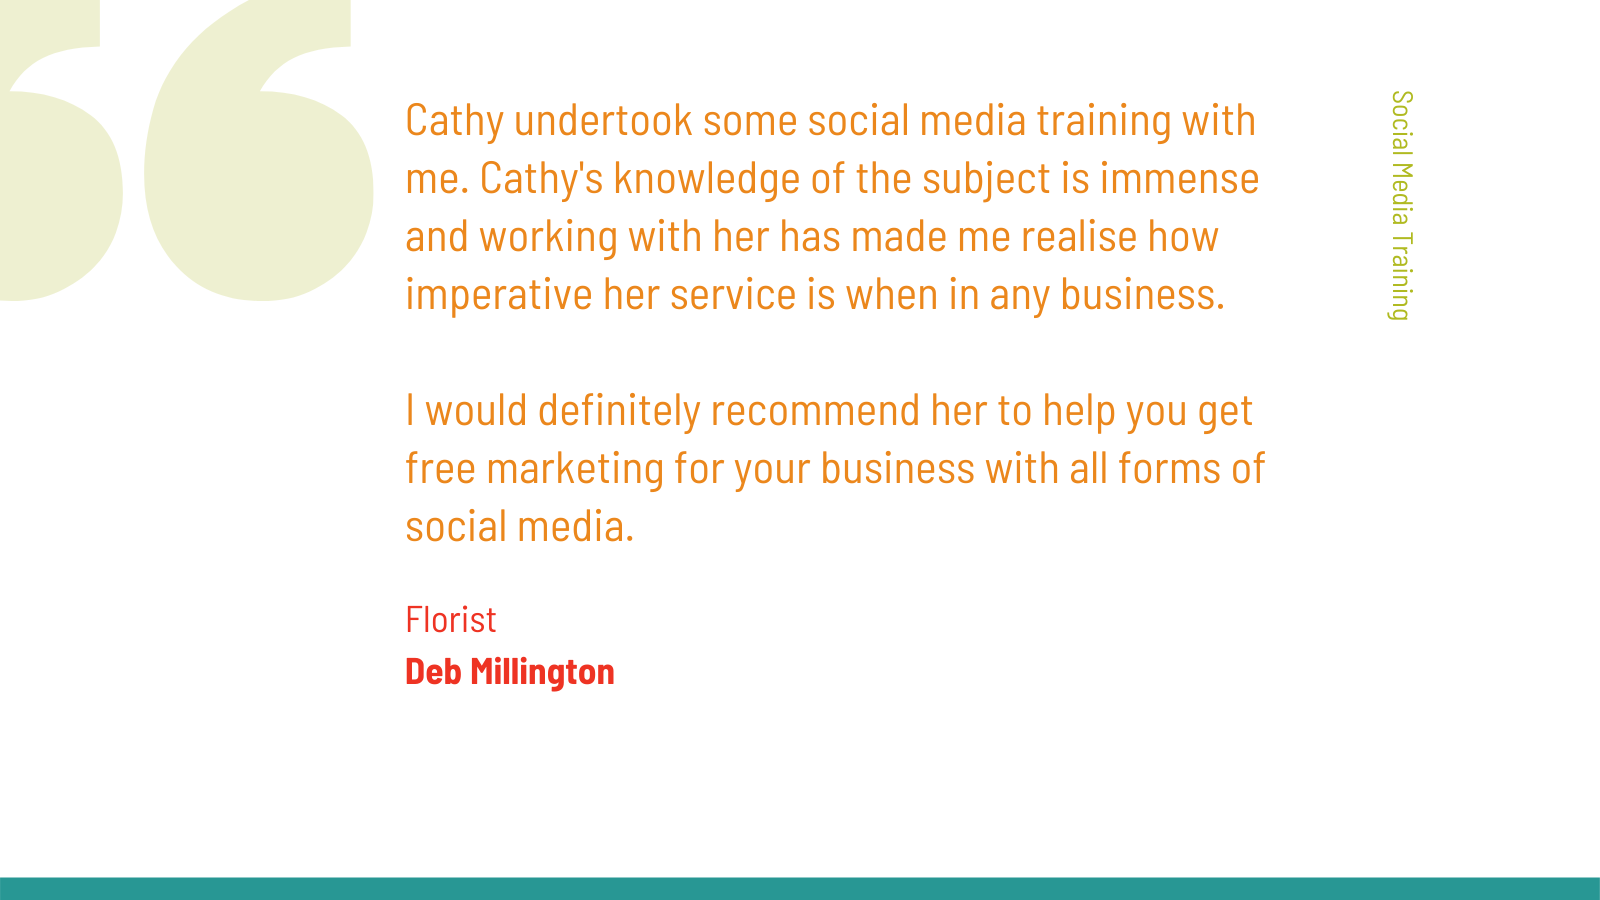 Cathy undertook some social media training with
me. Cathy's knowledge of the subject is immense
and working with her has made me realise how
imperative her service is when in any business.
I would definitely recommend her to help you get
free marketing for your business with all forms of
social media.
Florist
Deb Millington
Social Media Training